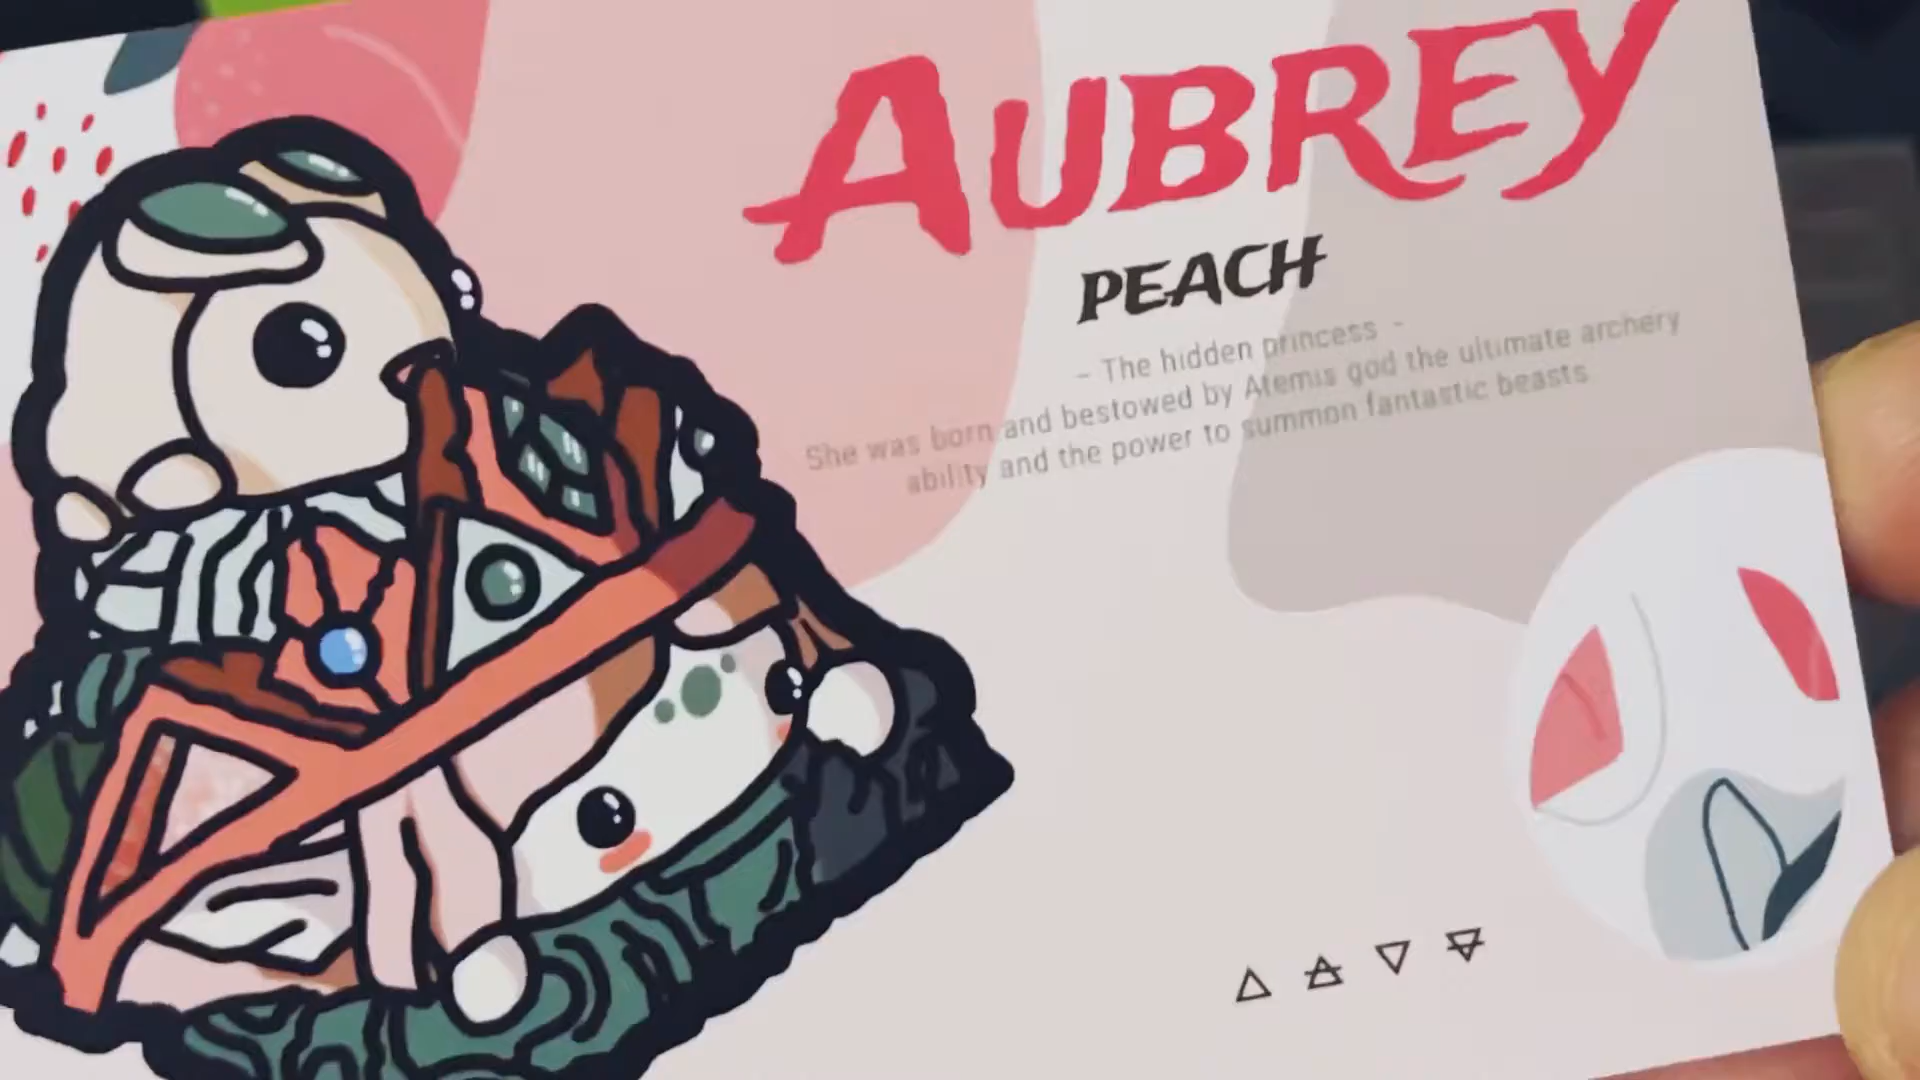 AUBREY
PEACH
- The hidden princess -
She was born and bestowed by Atemis god the ultimate archery
ability and the power to summon fantastic beasts